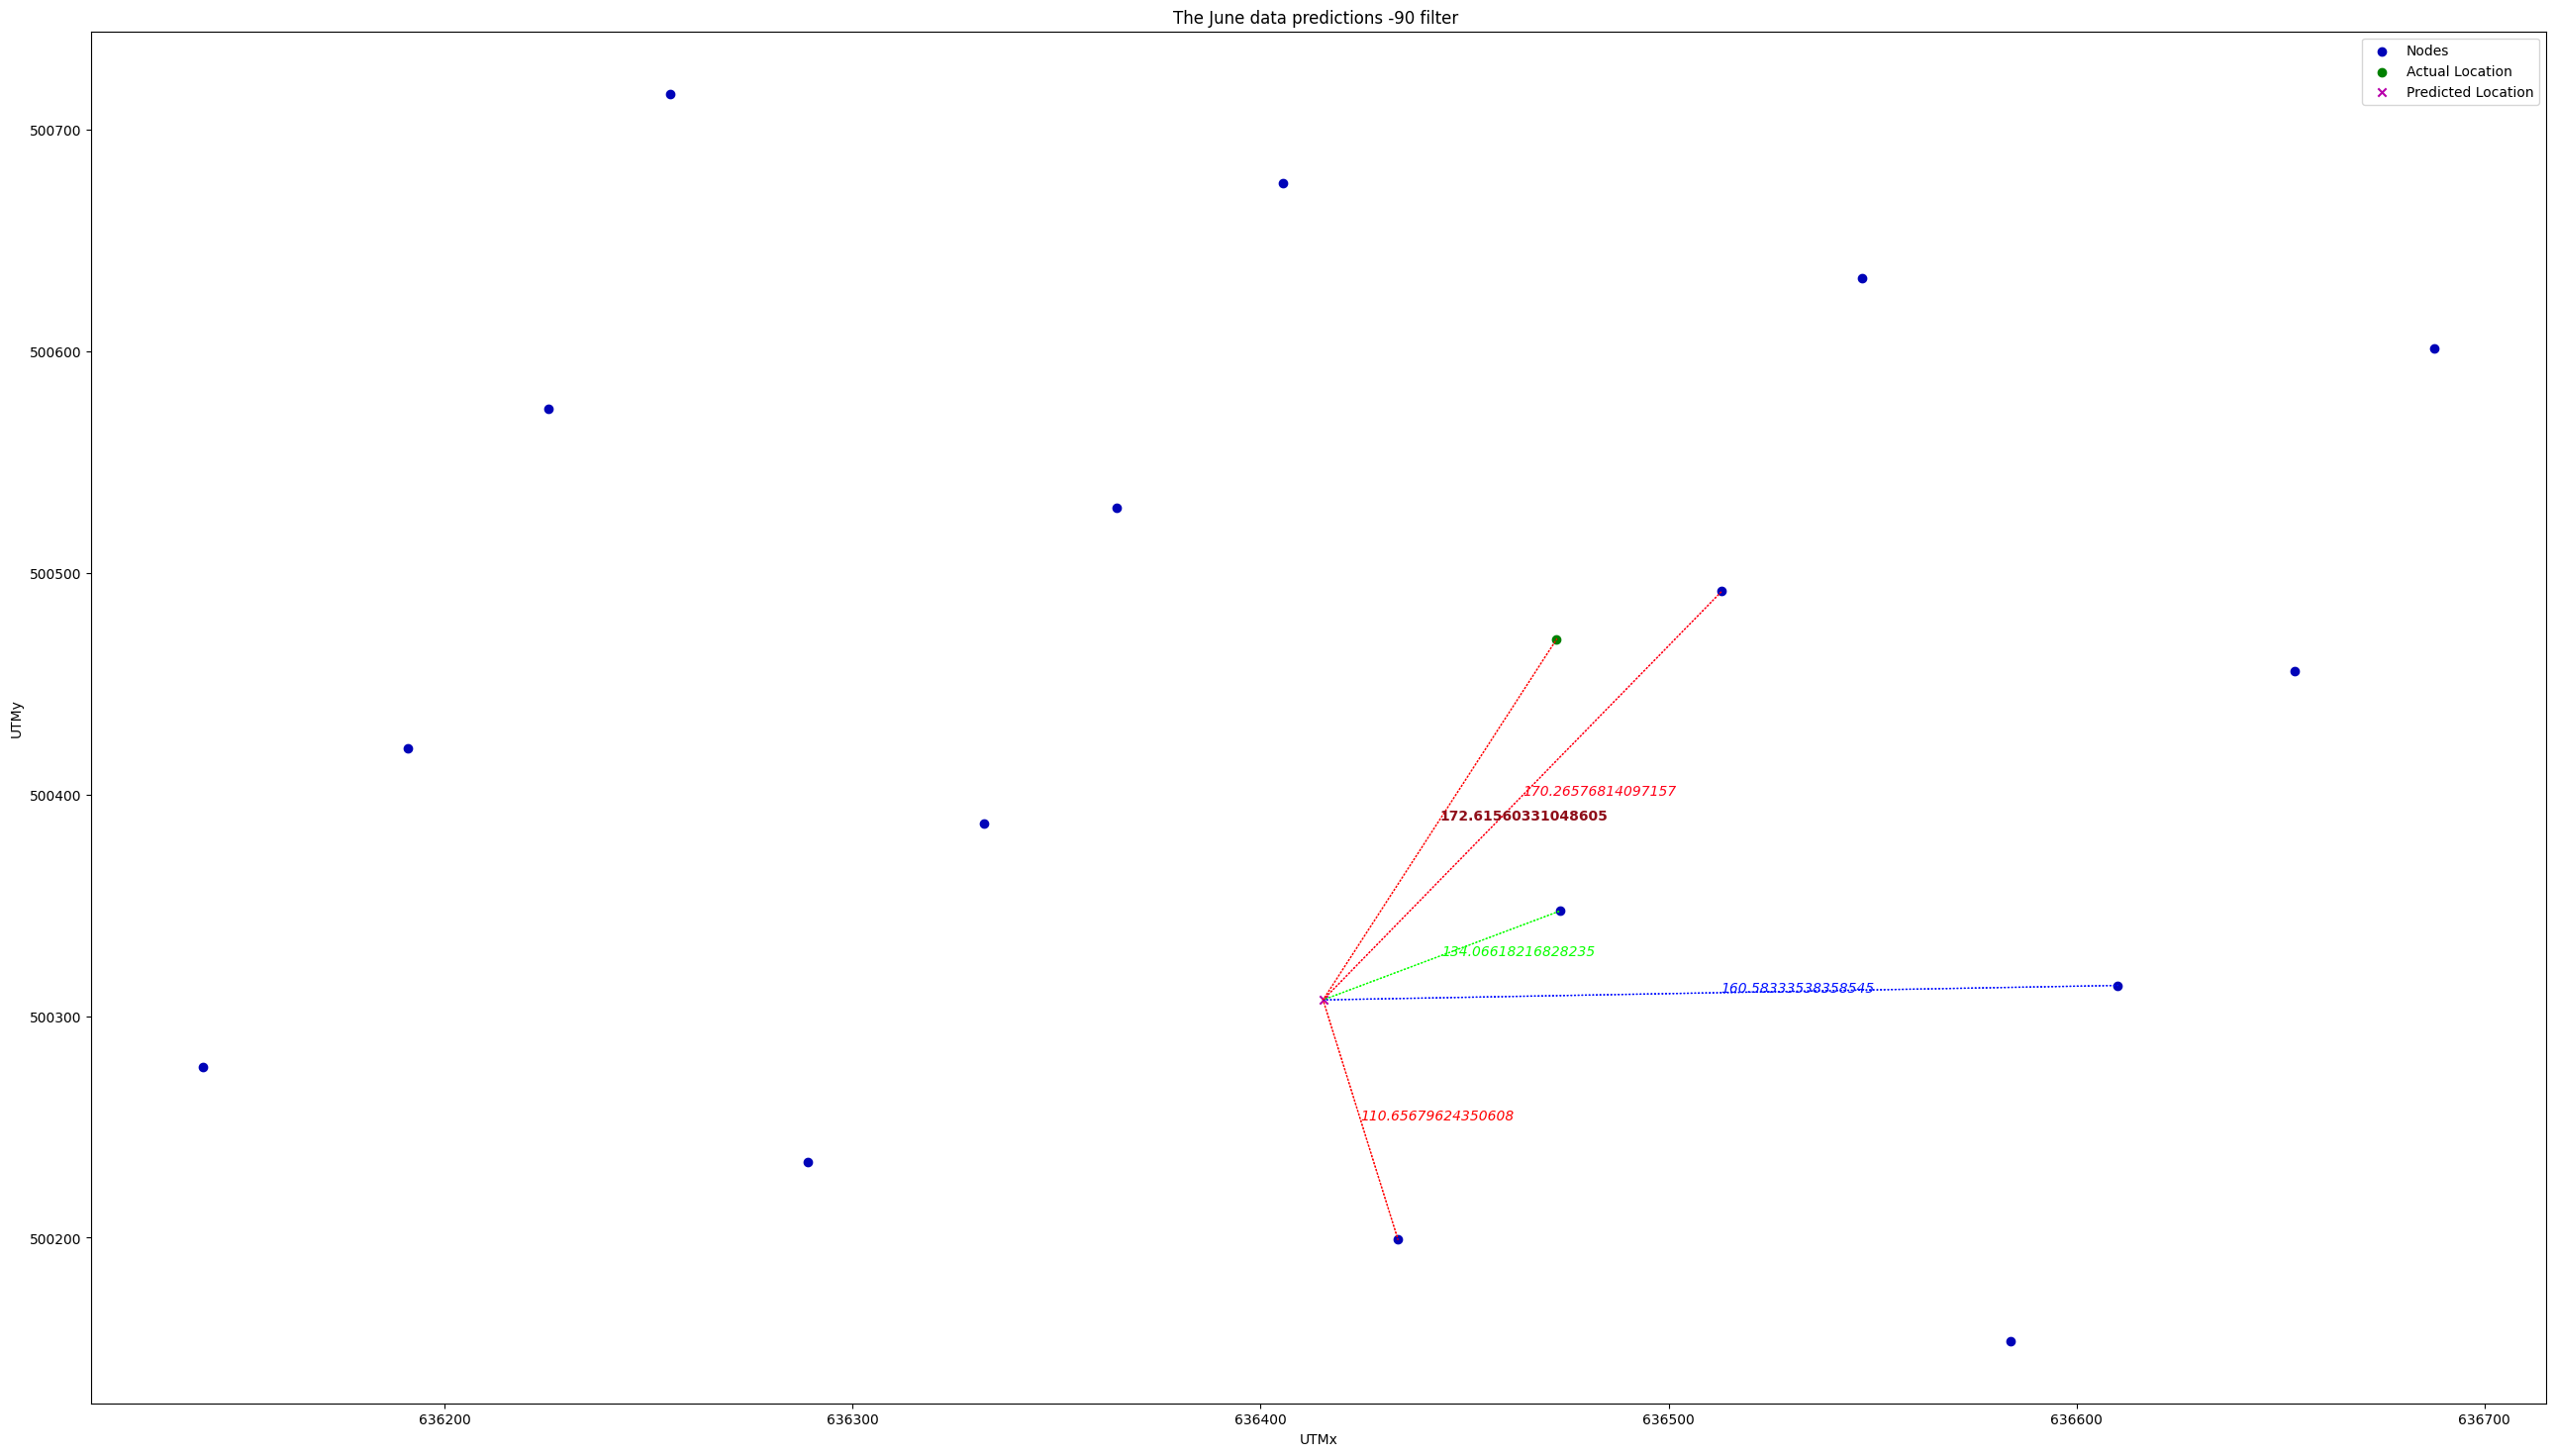 The June data predictions -90 filter
Nodes
Actual Location
Predicted Location
500700
500600
500500
500400
500300
500200
UTMy
170.26576814097157
172.61560331048605
134.06618216828235
160.58333538358545
110.65679624350608
636200
636300
636400
636500
636600
636700
UTMx